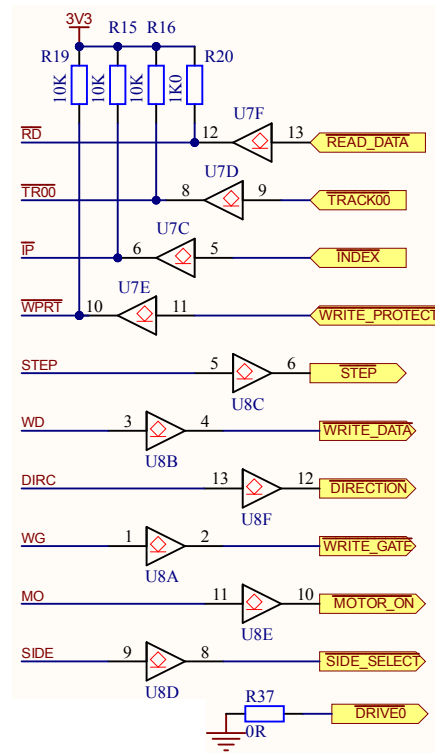 3V3
R19 R15 R16 R20
10K 10K 10K 1K0
U7F
RD 12 13 READ_DATA
U7D
TR00 8 9 TRACK00
U7C
IP 6 5 INDEX
U7E
WPRT 10 11 WRITE_PROTECT
STEP 5 6 STEP
U8C
WD 3 4 WRITE_DATA
U8B
DIRC 13 12 DIRECTION
U8F
WG 1 2 WRITE_GATE
U8A
MO 11 10 MOTOR_ON
U8E
SIDE 9 8 SIDE_SELECT
U8D
R37
0R
DRIVE0